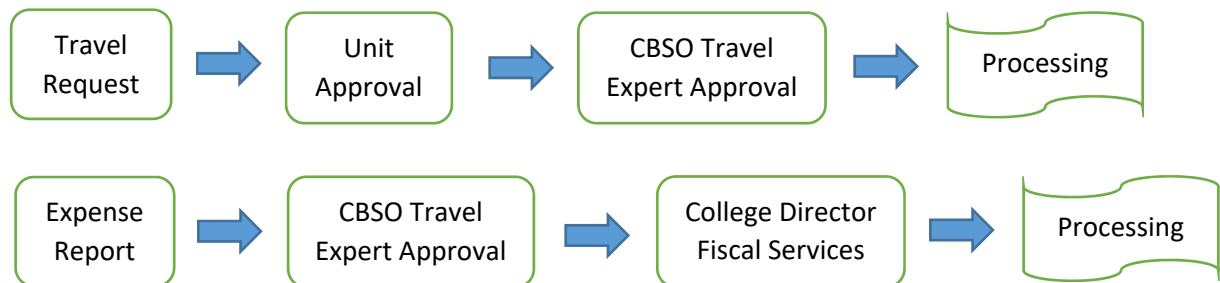 Travel
Request
Unit
Approval
CBSO Travel
Expert Approval
Processing
Expense
Report
CBSO Travel
Expert Approval
College Director
Fiscal Services
Processing